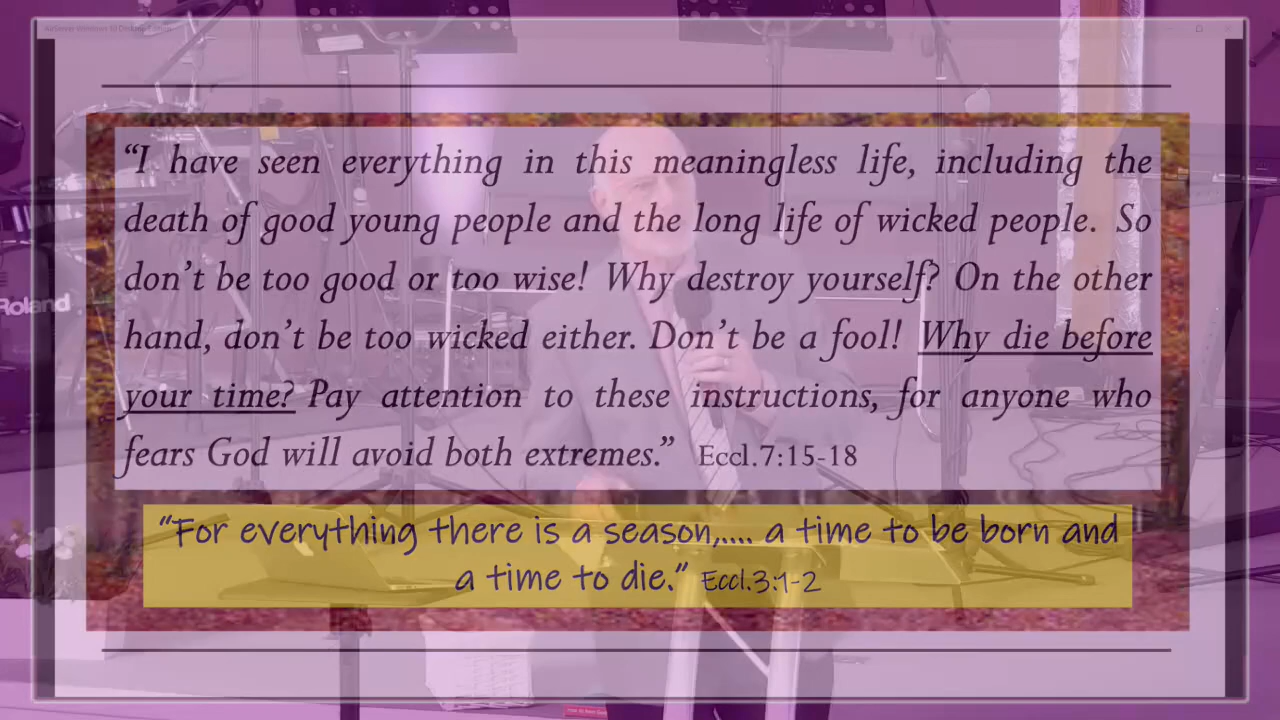 “I have seen everything in this meaningless life, including the
death of good young people and the long life of wicked people. So
don’t be too good or too wise! Why destroy yourself? On the other
hand, don’t be too wicked either. Don’t be a fool! Why die before
your time? Pay attention to these instructions, for anyone who
fears God will avoid both extremes.” Eccl.7:15-18
“For everything there is a season,.... a time to be born and
a time to die.” Eccl.3:1-2
Roland